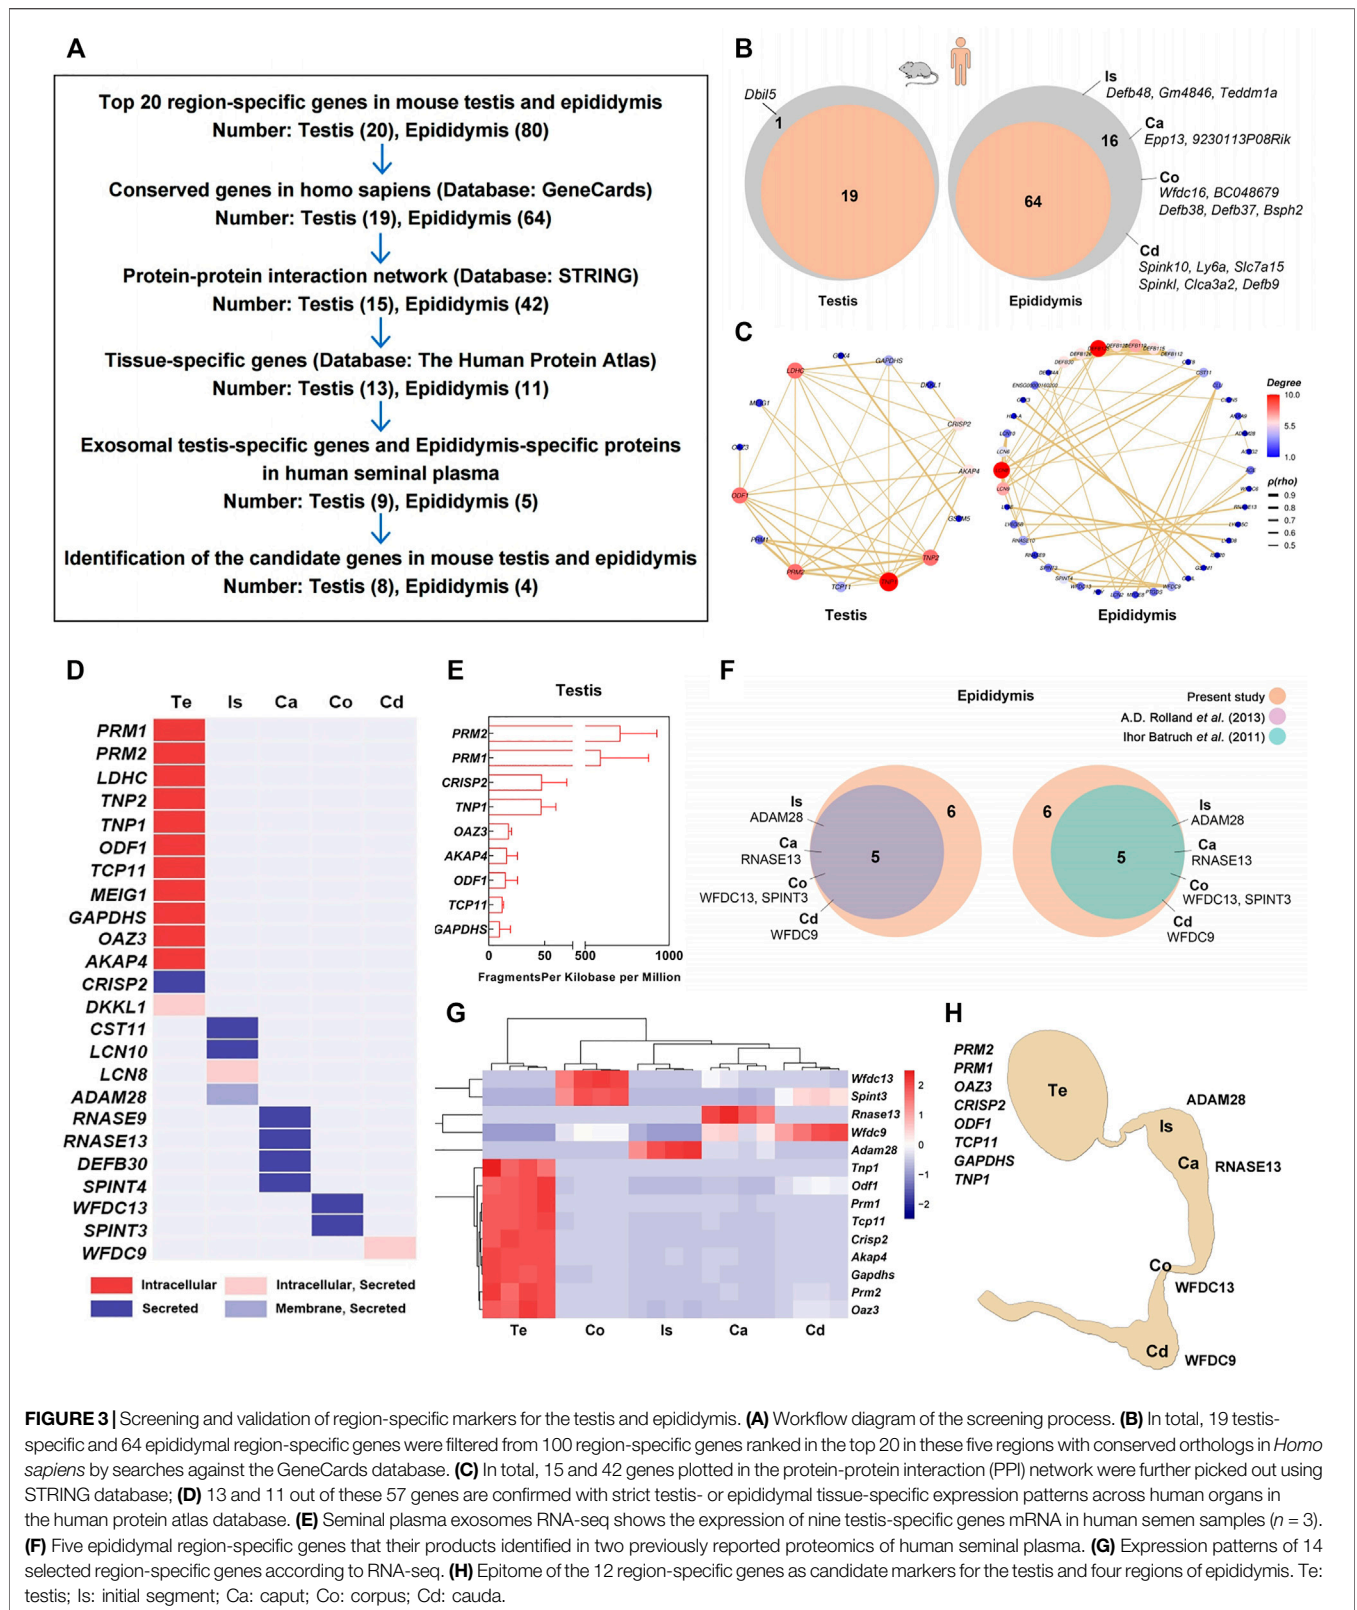 A
Top 20 region-specific genes in mouse testis and epididymis
Number: Testis (20), Epididymis (80)
Conserved genes in homo sapiens (Database: GeneCards)
Number: Testis (19), Epididymis (64)
Protein-protein interaction network (Database: STRING)
Number: Testis (15), Epididymis (42)
Tissue-specific genes (Database: The Human Protein Atlas)
Number: Testis (13), Epididymis (11)
Exosomal testis-specific genes and Epididymis-specific proteins
in human seminal plasma
Number: Testis (9), Epididymis (5)
Identification of the candidate genes in mouse testis and epididymis
Number: Testis (8), Epididymis (4)
B
Dbil5
1
19
Testis
64
16
Epididymis
Is
Defb48, Gm4846, Teddm1a
Ca
Epp13, 9230113P08Rik
Co
Wfdc16, BC048679
Defb38, Defb37, Bsph2
Cd
Spink10, Ly6a, Slc7a15
Spinkl, Clca3a2, Defb9
C
GAPDHS
LDHC
DKKL1
MEIG1
CRISP2
AKAP4
ODF1
PRM1
TNP2
PRM2
TNP1
TCP11
Testis
CST11
LCN10
RNASE13
RNASE10
RNASE9
SPINT3
SPINT4
WFDC13
WFDC9
PTGDS
Epididymis
Degree
10.0
5.5
1.0
ρ(rho)
0.9
0.8
0.7
0.6
0.5
D
Te Is Ca Co Cd
PRM1
PRM2
LDHC
TNP2
TNP1
ODF1
TCP11
MEIG1
GAPDHS
OAZ3
AKAP4
CRISP2
DKKL1
CST11
LCN10
LCN8
ADAM28
RNASE9
RNASE13
DEFB30
SPINT4
WFDC13
SPINT3
WFDC9
Intracellular
Intracellular, Secreted
Secreted
Membrane, Secreted
E
Testis
PRM2
PRM1
CRISP2
TNP1
OAZ3
AKAP4
ODF1
TCP11
GAPDHS
0 50 500 1000
FragmentsPer Kilobase per Million
F
Epididymis
Present study
A.D. Rolland et al. (2013)
Ihor Batruch et al. (2011)
6
5
Is
ADAM28
Ca
RNASE13
Co
WFDC13, SPINT3
Cd
WFDC9
6
5
Is
ADAM28
Ca
RNASE13
Co
WFDC13, SPINT3
Cd
WFDC9
G
Wfdc13
Spint3
Rnase13
Wfdc9
Adam28
Tnp1
Odf1
Prm1
Tcp11
Crisp2
Akap4
Gapdhs
Prm2
Oaz3
2
1
0
−1
−2
Te Co Is Ca Cd
H
PRM2
PRM1
OAZ3
CRISP2
ODF1
TCP11
GAPDHS
TNP1
Te
ADAM28
Is
Ca
RNASE13
Co
WFDC13
Cd
WFDC9
FIGURE 3 | Screening and validation of region-specific markers for the testis and epididymis. (A) Workflow diagram of the screening process. (B) In total, 19 testis-
specific and 64 epididymal region-specific genes were filtered from 100 region-specific genes ranked in the top 20 in these five regions with conserved orthologs in Homo
sapiens by searches against the GeneCards database. (C) In total, 15 and 42 genes plotted in the protein-protein interaction (PPI) network were further picked out using
STRING database; (D) 13 and 11 out of these 57 genes are confirmed with strict testis- or epididymal tissue-specific expression patterns across human organs in
the human protein atlas database. (E) Seminal plasma exosomes RNA-seq shows the expression of nine testis-specific genes mRNA in human semen samples (n = 3).
(F) Five epididymal region-specific genes that their products identified in two previously reported proteomics of human seminal plasma. (G) Expression patterns of 14
selected region-specific genes according to RNA-seq. (H) Epitome of the 12 region-specific genes as candidate markers for the testis and four regions of epididymis. Te:
testis; Is: initial segment; Ca: caput; Co: corpus; Cd: cauda.